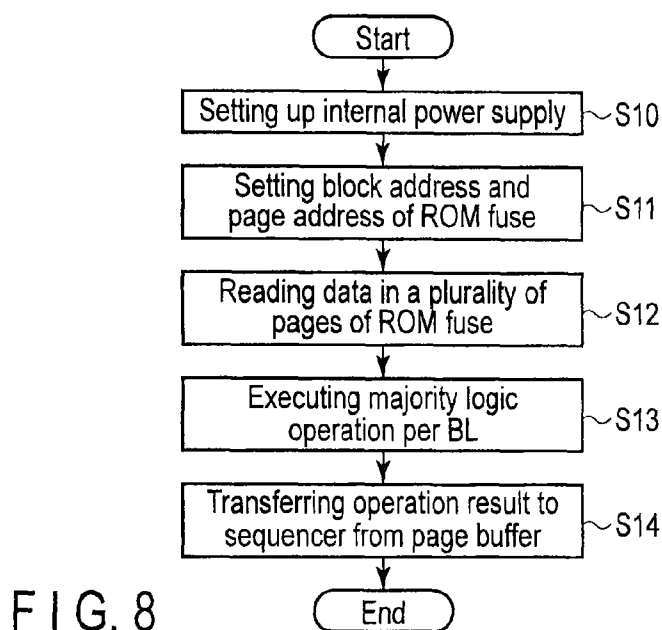 Start
Setting up internal power supply
S10
Setting block address and
page address of ROM fuse
S11
Reading data in a plurality of
pages of ROM fuse
S12
Executing majority logic
operation per BL
S13
Transferring operation result to
sequencer from page buffer
S14
End
FIG. 8